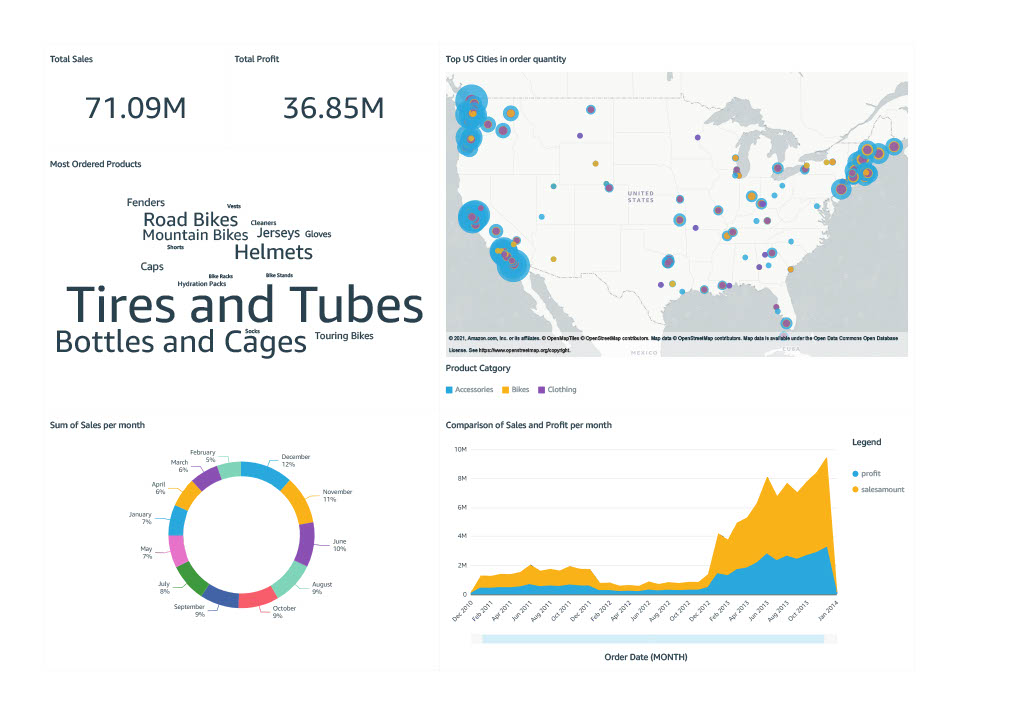 Total Sales
71.09M
Total Profit
36.85M
Most Ordered Products
Fenders
Vests
Road Bikes
Cleaners
Mountain Bikes
Jerseys
Gloves
Shorts
Helmets
Caps
Bike Racks
Bike Stands
Hydration Packs
Tires and Tubes
Socks
Bottles and Cages
Touring Bikes
Top US Cities in order quantity
UNITED
STATES
© 2021, Amazon.com, Inc. or its affiliates. © OpenMapTiles © OpenStreetMap contributors. Map data © OpenStreetMap contributors. Map data is available under the Open Data Commons Open Database
License. See https://www.openstreetmap.org/copyright.
MEXICO
CUBA
Product Catgory
Accessories
Bikes
Clothing
Sum of Sales per month
December
12%
November
11%
June
10%
August
9%
October
9%
September
9%
July
8%
May
7%
January
7%
April
6%
March
6%
February
5%
Comparison of Sales and Profit per month
10M
8M
6M
4M
2M
0
Dec 2010
Feb 2011
Apr 2011
Jun 2011
Aug 2011
Oct 2011
Dec 2011
Feb 2012
Apr 2012
Jun 2012
Aug 2012
Oct 2012
Dec 2012
Feb 2013
Apr 2013
Jun 2013
Aug 2013
Oct 2013
Jan 2014
Order Date (MONTH)
Legend
profit
salesamount